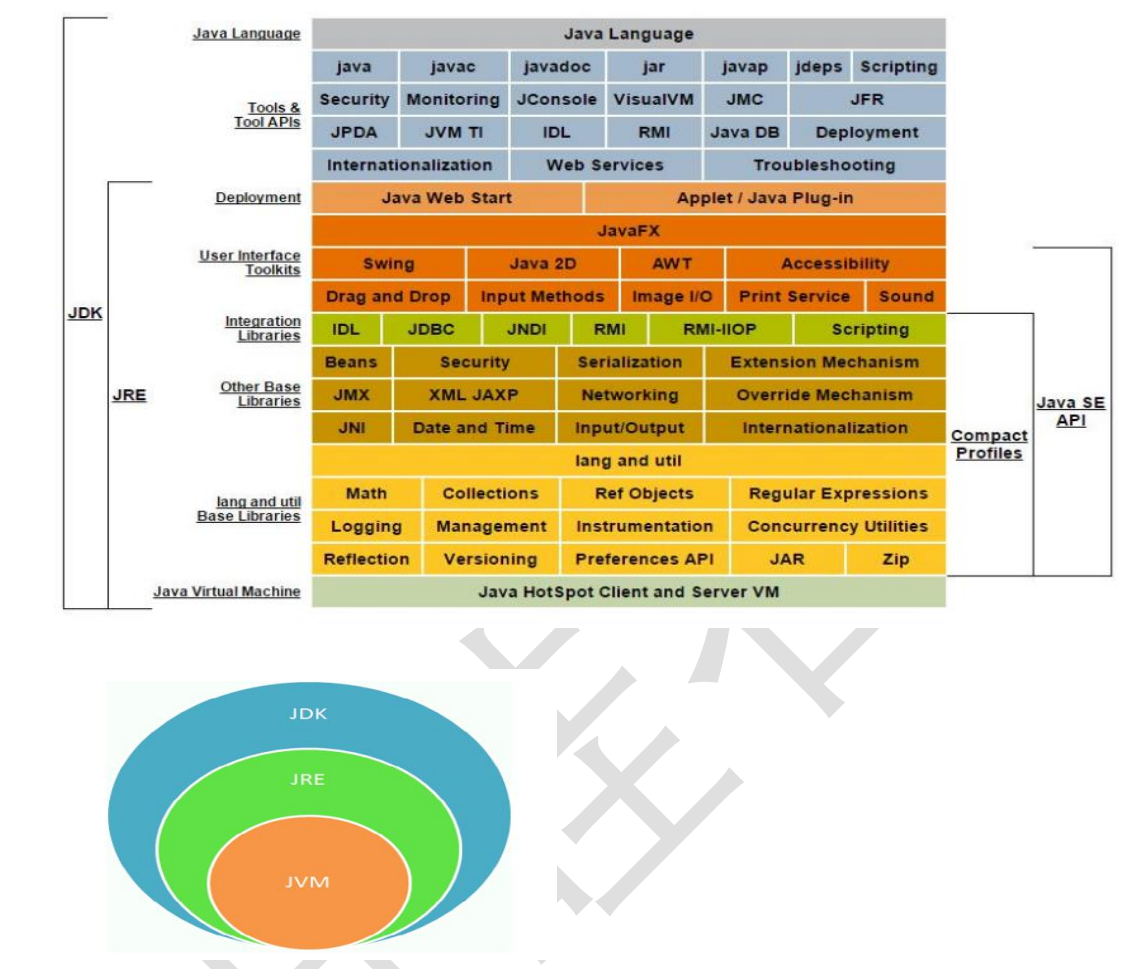 Java Language Java Language
java javac javadoc jar javap jdeps Scripting
Tools & Security Monitoring JConsole VisualVM JMC JFR
Tool APIs JPDA JVM TI IDL RMI Java DB Deployment
Internationalization Web Services Troubleshooting
Deployment Java Web Start Applet / Java Plug-in
JavaFX
User Interface
Toolkits Swing Java 2D AWT Accessibility
Drag and Drop Input Methods Image I/O Print Service Sound
JDK
Integration
Libraries IDL JDBC JNDI RMI RMI-IIOP Scripting
Beans Security Serialization Extension Mechanism
JRE
Other Base
Libraries JMX XML JAXP Networking Override Mechanism
Java SE
API
JNI Date and Time Input/Output Internationalization
Compact
Profiles
lang and util
lang and util
Base Libraries
Math Collections Ref Objects Regular Expressions
Logging Management Instrumentation Concurrency Utilities
Reflection Versioning Preferences API JAR Zip
Java Virtual Machine Java HotSpot Client and Server VM
JDK
JRE
JVM